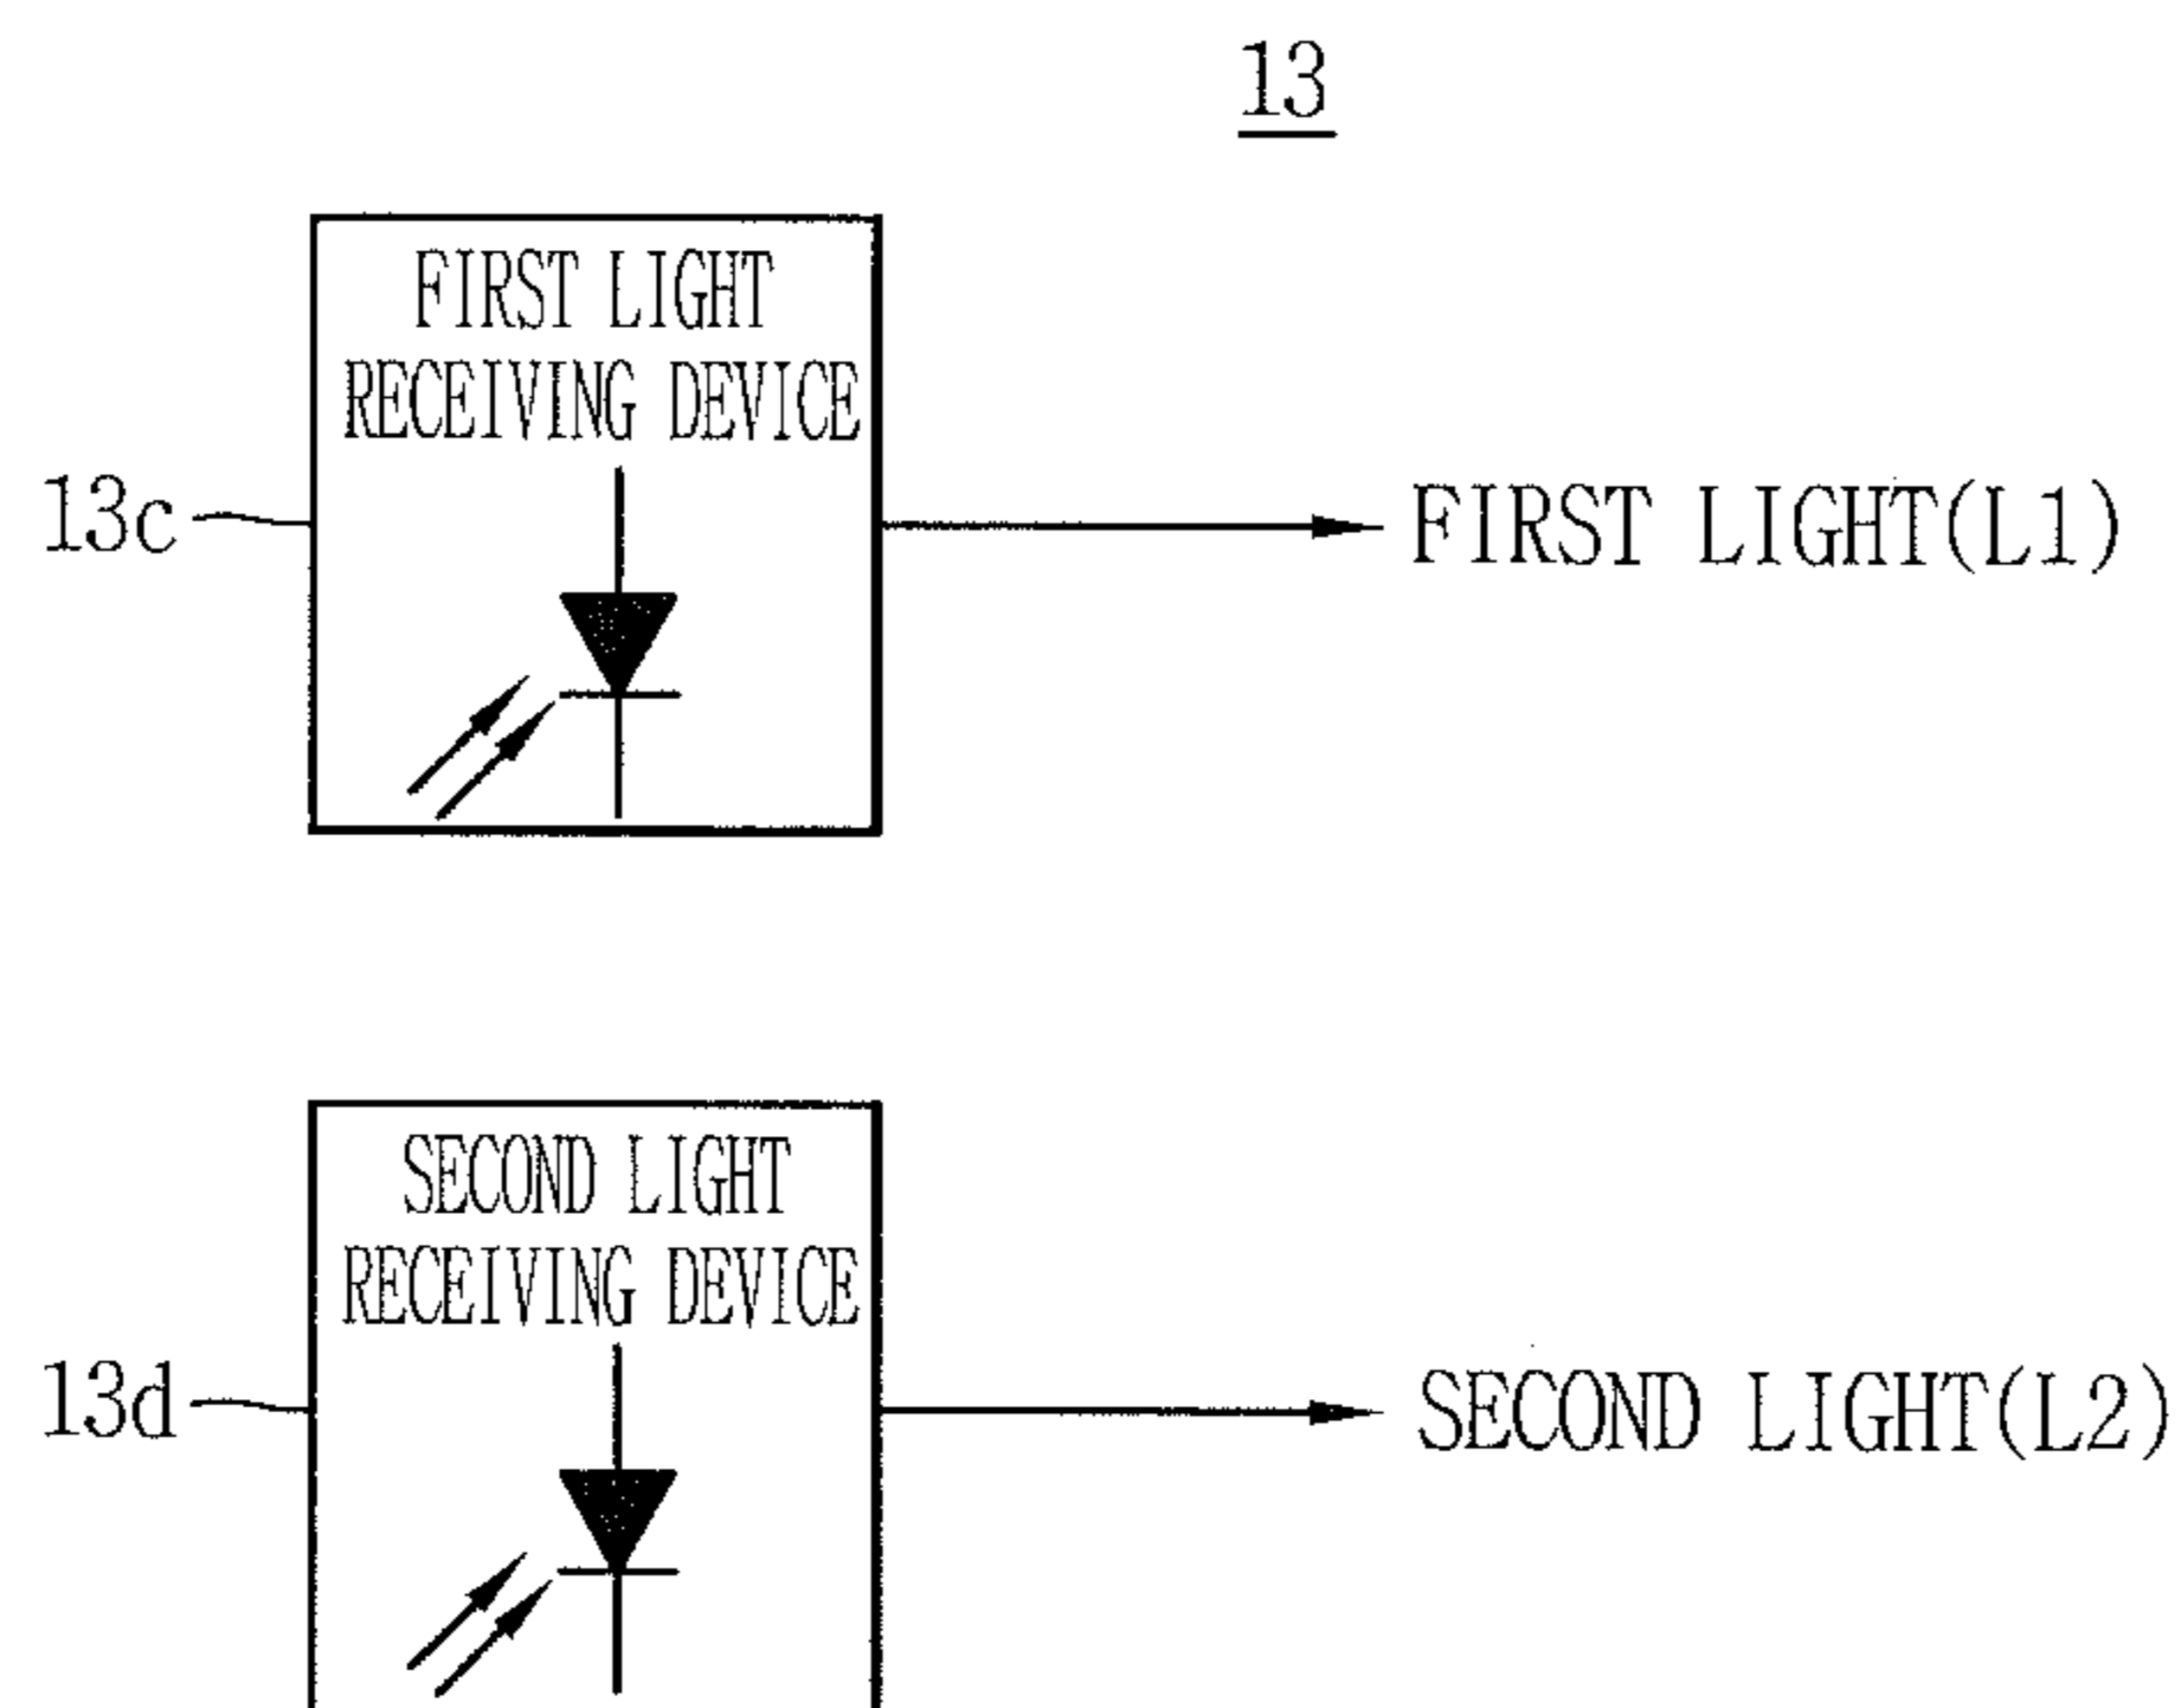 13
FIRST LIGHT
RECEIVING DEVICE
13c
FIRST LIGHT(L1)
SECOND LIGHT
RECEIVING DEVICE
13d
SECOND LIGHT(L2)